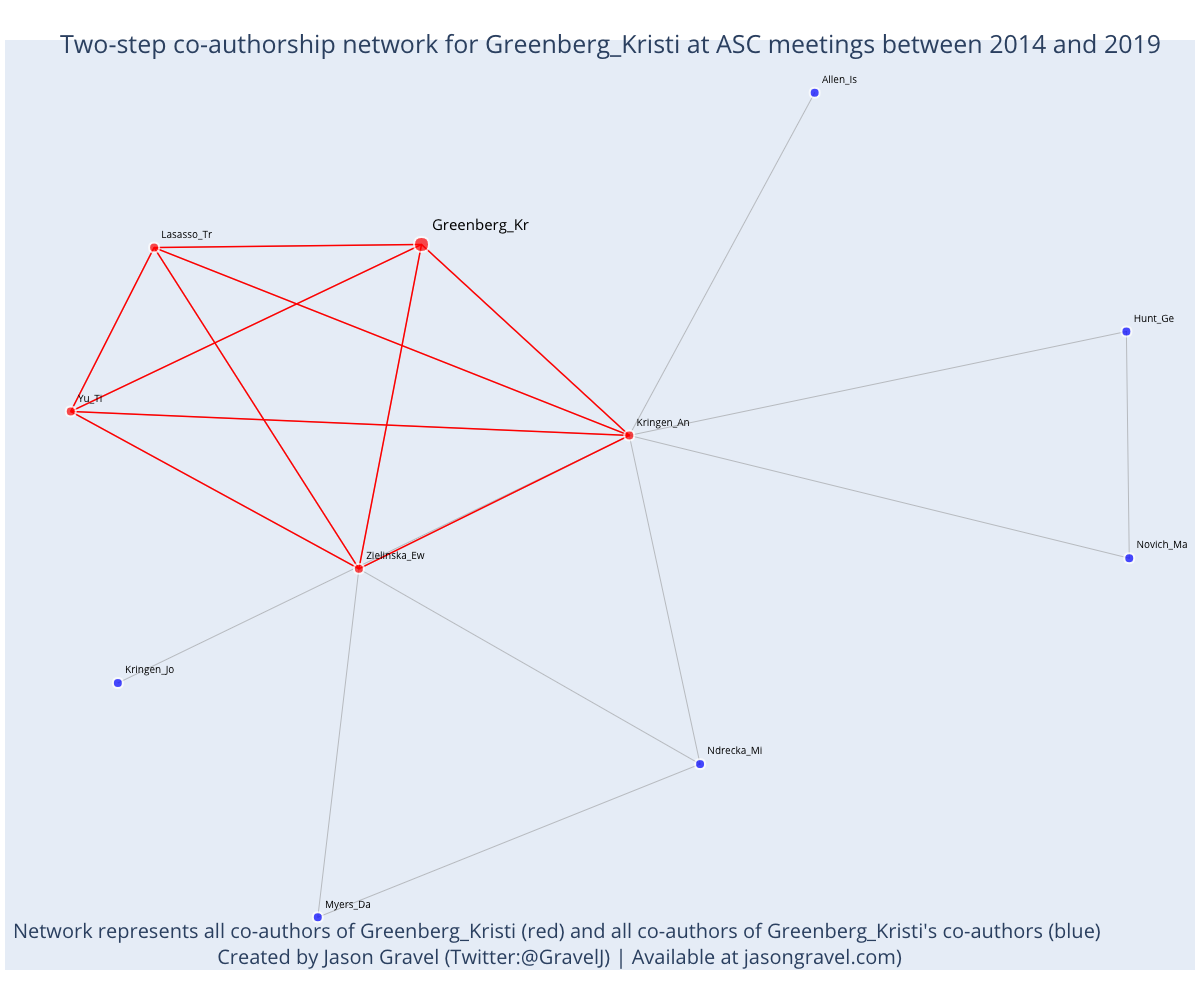 Two-step co-authorship network for Greenberg_Kristi at ASC meetings between 2014 and 2019
Allen_Is
Greenberg_Kr
Lasasso_Tr
Hunt_Ge
Yu_Ti
Kringen_An
Novich_Ma
Zielinska_Ew
Kringen_Jo
Ndrecka_Mi
Myers_Da
Network represents all co-authors of Greenberg_Kristi (red) and all co-authors of Greenberg_Kristi's co-authors (blue)
Created by Jason Gravel (Twitter:@GravelJ) | Available at jasongravel.com)